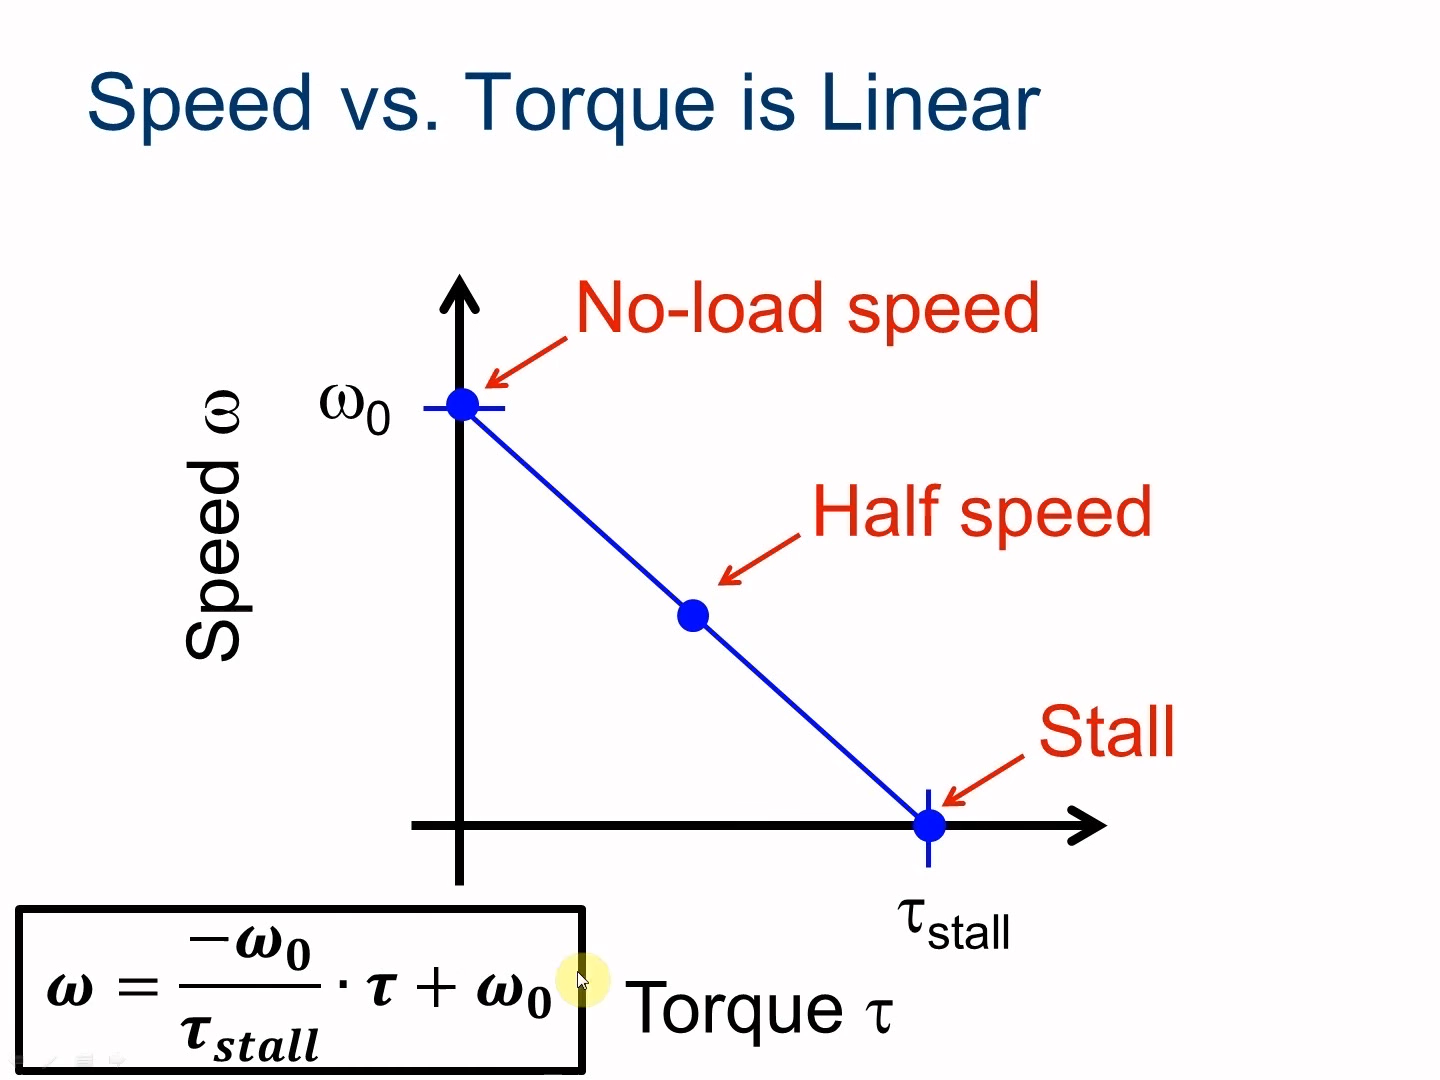 Speed vs. Torque is Linear
No-load speed
ω₀
Speed ω
Half speed
Stall
τstall
ω = −ω₀/τstall · τ + ω₀
Torque τ